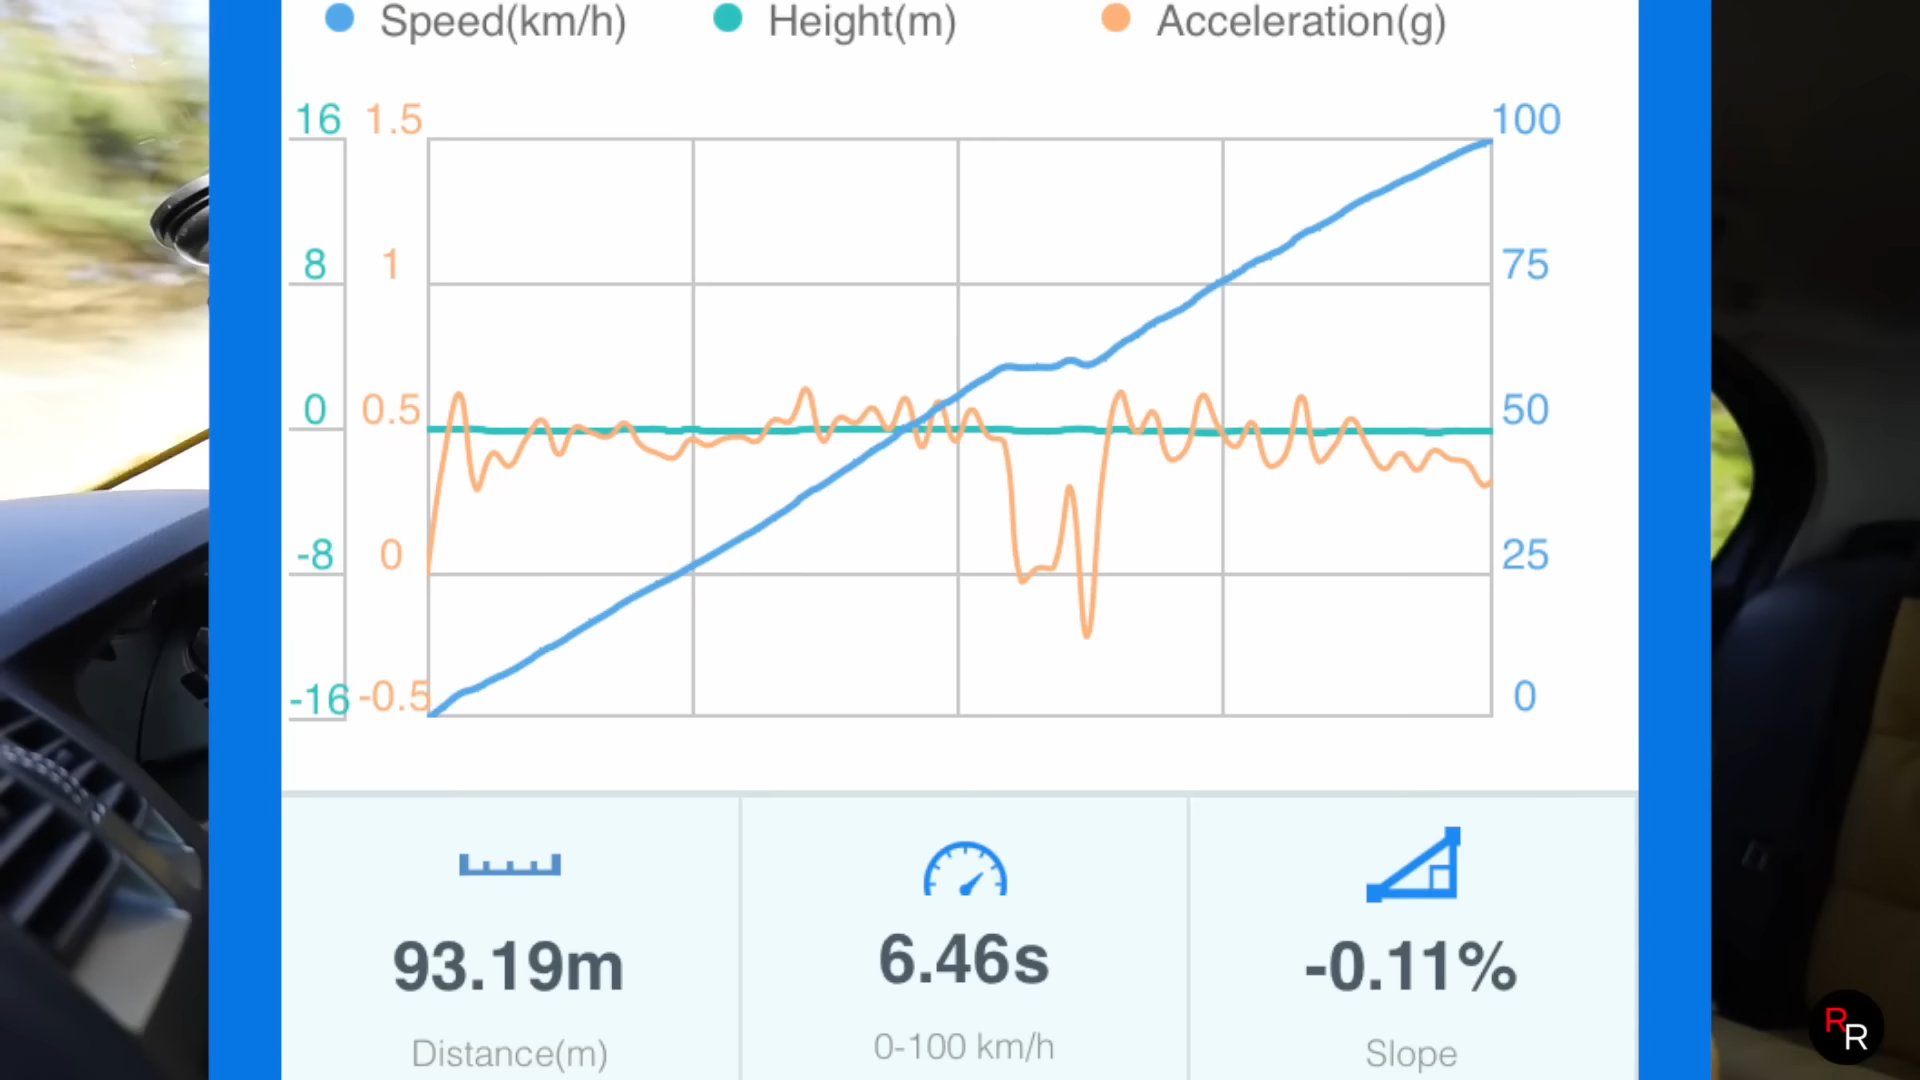 Speed(km/h) Height(m) Acceleration(g)
16 1.5 100
8 1 75
0 0.5 50
-8 0 25
-16 -0.5 0
93.19m 6.46s -0.11%
Distance(m) 0-100 km/h Slope
RR